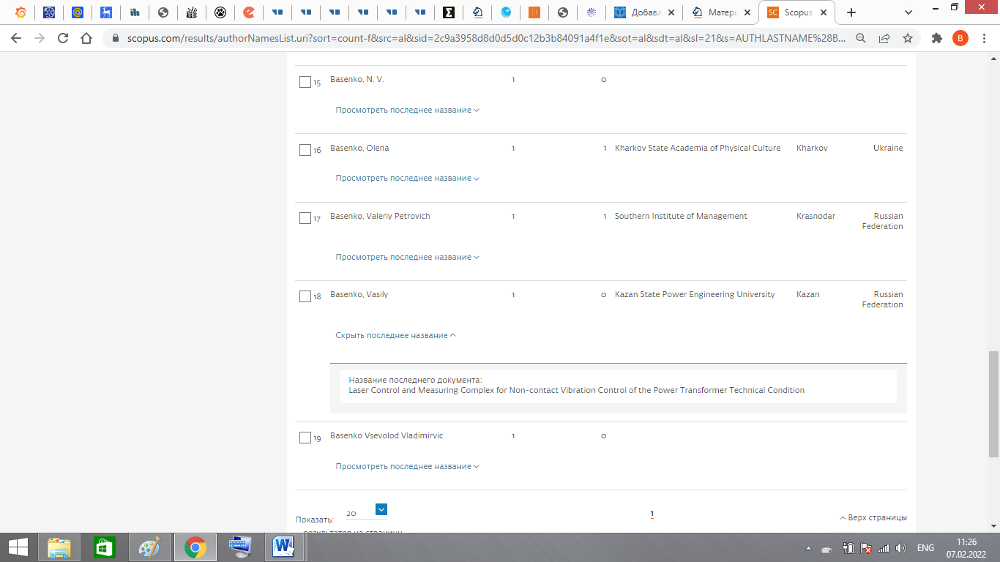 Добавл
Матери
Scopus
scopus.com/results/authorNamesList.uri?sort=count-f&src=al&sid=2c9a3958d8d0d5d0c12b3b84091a4f1e&sot=al&sdt=al&sl=21&s=AUTHLASTNAME%28B...
B
15 Basenko, N. V. 1 0
Просмотреть последнее название
16 Basenko, Olena 1 1 Kharkov State Academia of Physical Culture Kharkov Ukraine
Просмотреть последнее название
17 Basenko, Valeriy Petrovich 1 1 Southern Institute of Management Krasnodar Russian
Federation
Просмотреть последнее название
18 Basenko, Vasily 1 0 Kazan State Power Engineering University Kazan Russian
Federation
Скрыть последнее название
Название последнего документа:
Laser Control and Measuring Complex for Non-contact Vibration Control of the Power Transformer Technical Condition
19 Basenko Vsevolod Vladimirvic 1 0
Просмотреть последнее название
Показать: 20 1 Верх страницы
результатов на страницу
ENG
11:26
07.02.2022